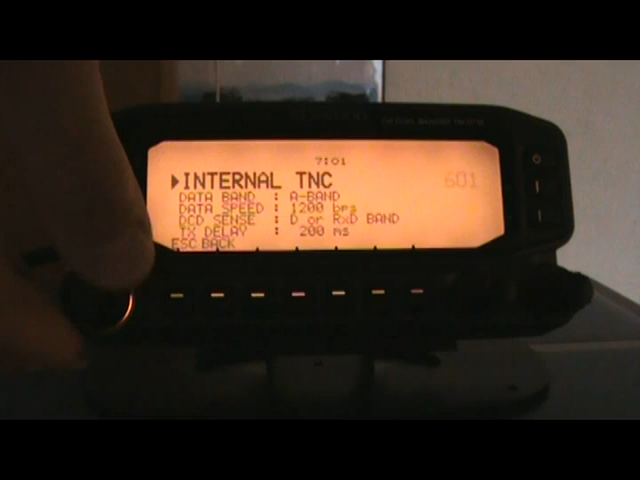 KENWOOD
7:01
INTERNAL TNC 601
DATA BAND : A-BAND
DATA SPEED : 1200 bps
DCD SENSE : D or RxD BAND
TX DELAY : 200 ms
ESC BACK